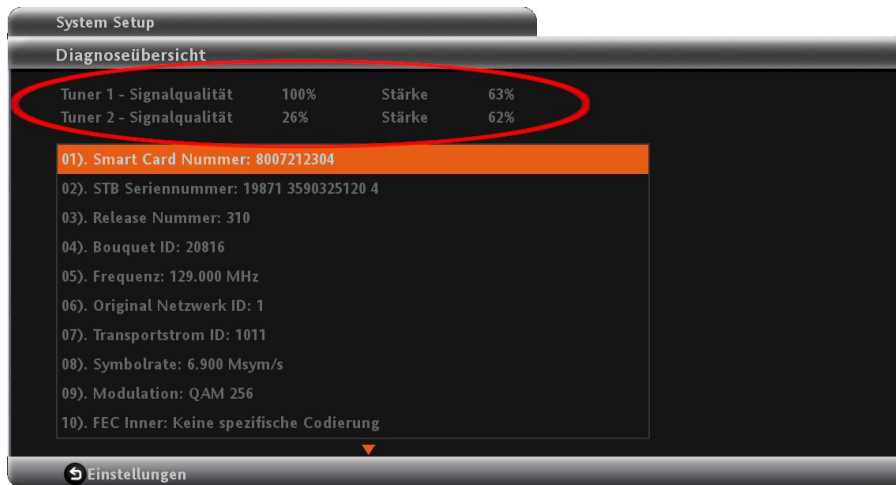 System Setup
Diagnoseübersicht
Tuner 1 - Signalqualität 100% Stärke 63%
Tuner 2 - Signalqualität 26% Stärke 62%
01). Smart Card Nummer: 8007212304
02). STB Seriennummer: 19871 3590325120 4
03). Release Nummer: 310
04). Bouquet ID: 20816
05). Frequenz: 129.000 MHz
06). Original Netzwerk ID: 1
07). Transportstrom ID: 1011
08). Symbolrate: 6.900 Msym/s
09). Modulation: QAM 256
10). FEC Inner: Keine spezifische Codierung
Einstellungen